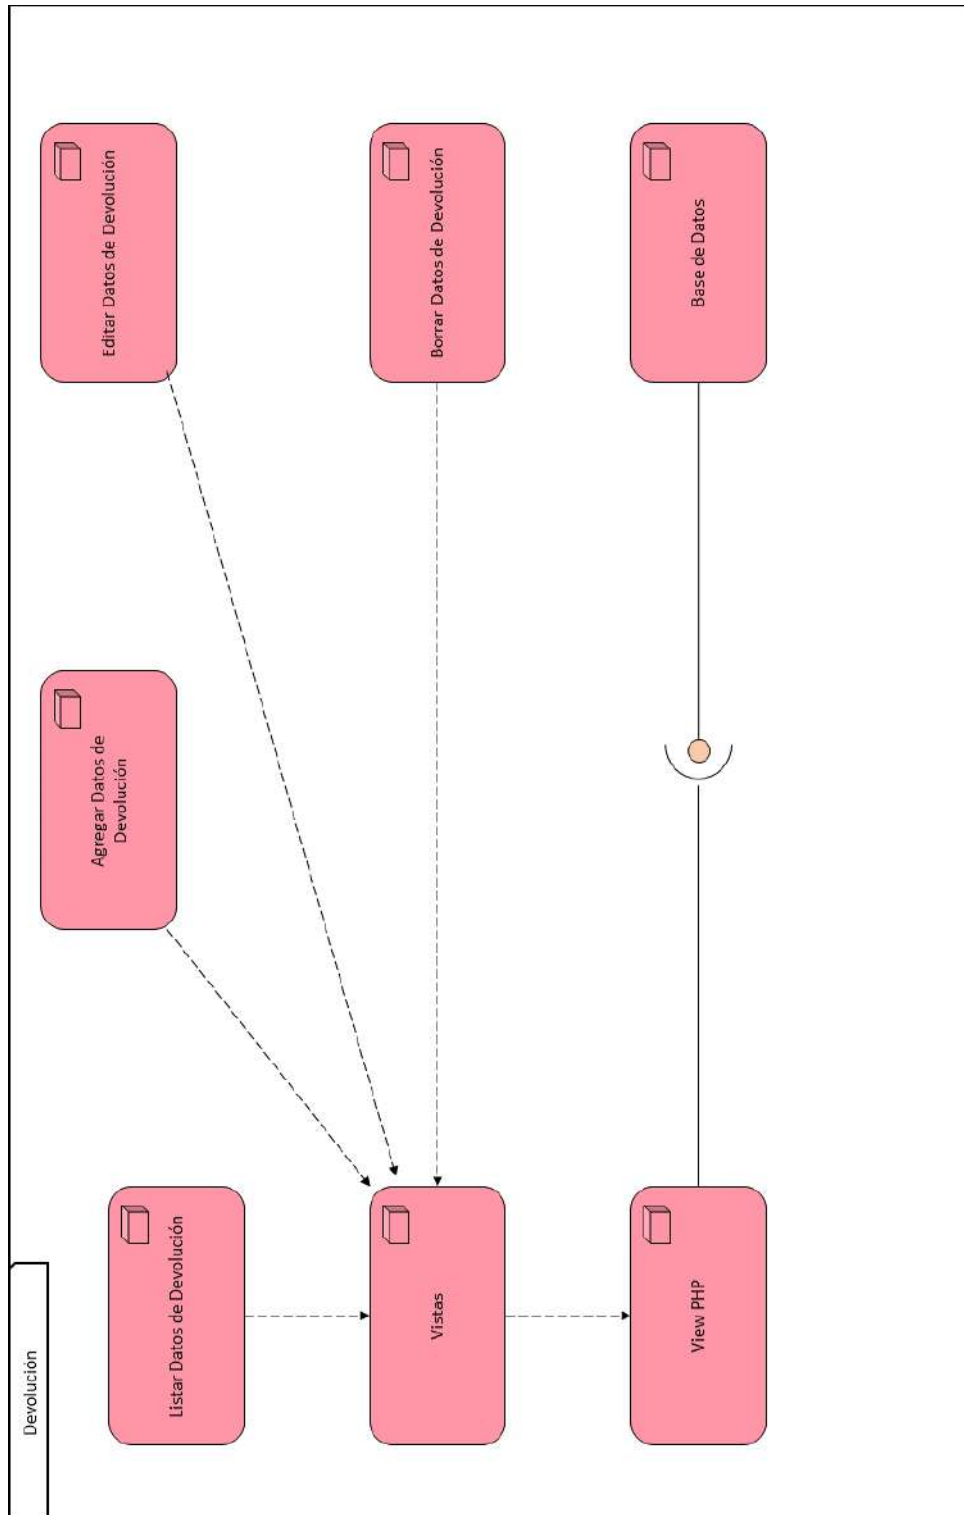 Devolución
Listar Datos de Devolución
Agregar Datos de
Devolución
Editar Datos de Devolución
Vistas
Borrar Datos de Devolución
View PHP
Base de Datos